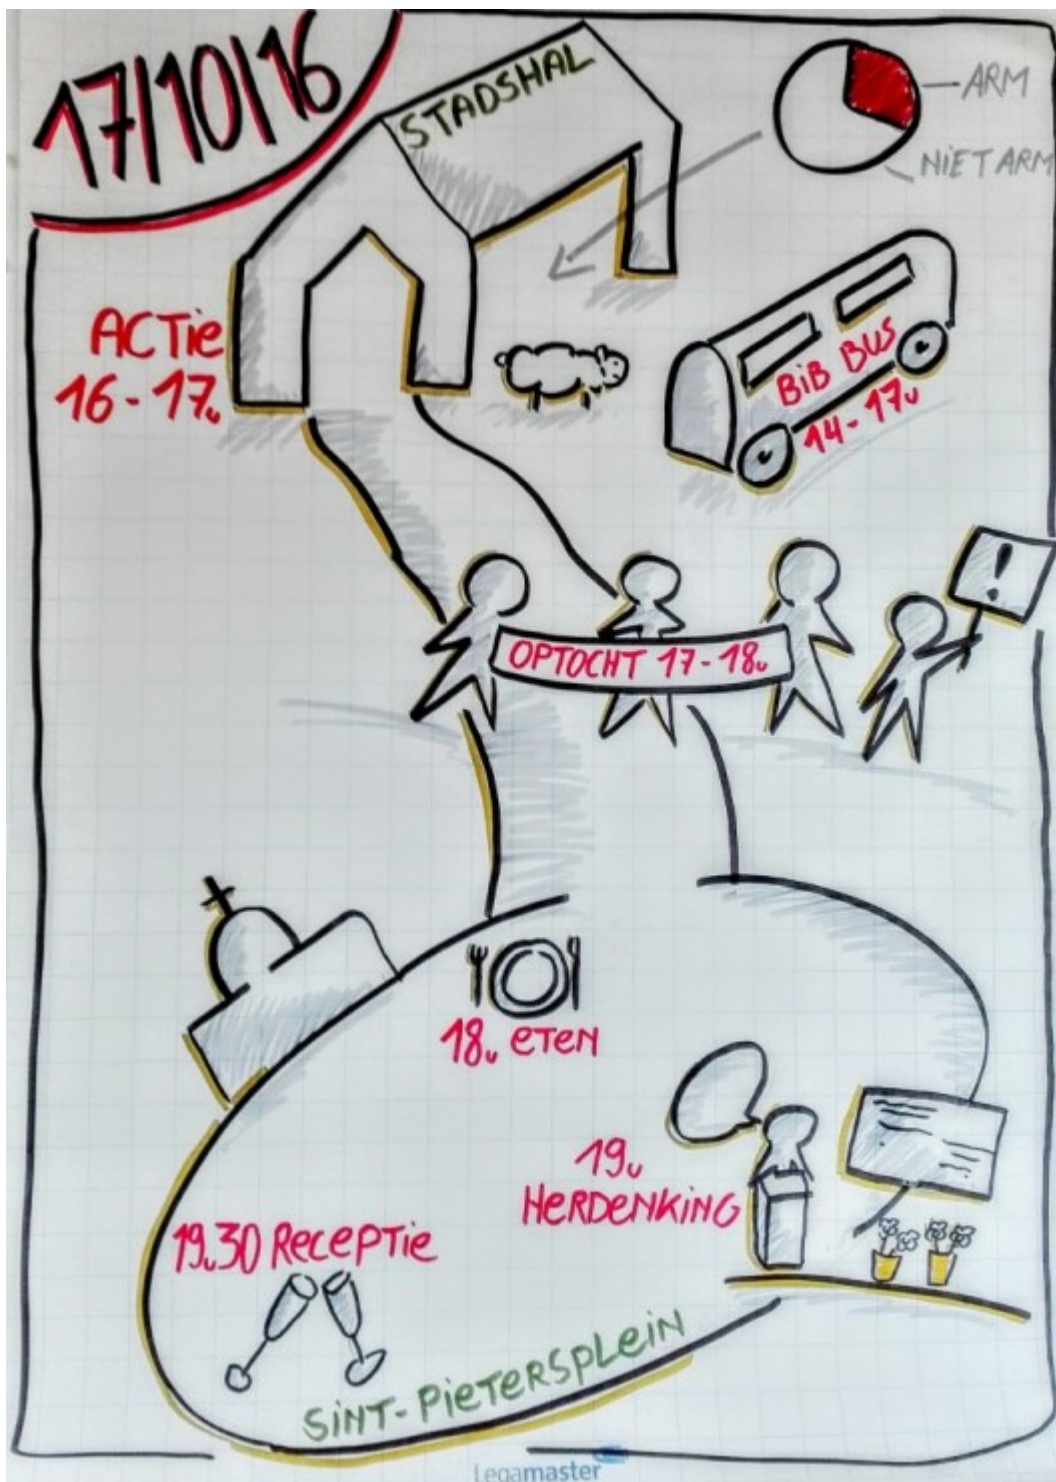 17/10/16
STADSHAL
ARM
NIET ARM
ACTie
16-17u
BiB BUS
14-17u
!
OPTOCHT 17-18u
18u eTeN
19u
HERDENKING
19u30 ReCePTie
SiNT-PieTeRSPLeiN
Legamaster